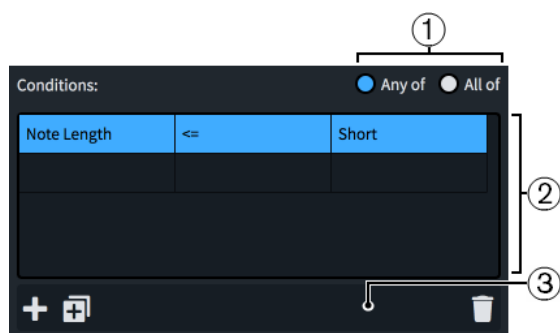 ①
Conditions: Any of All of
Note Length <= Short
②
③